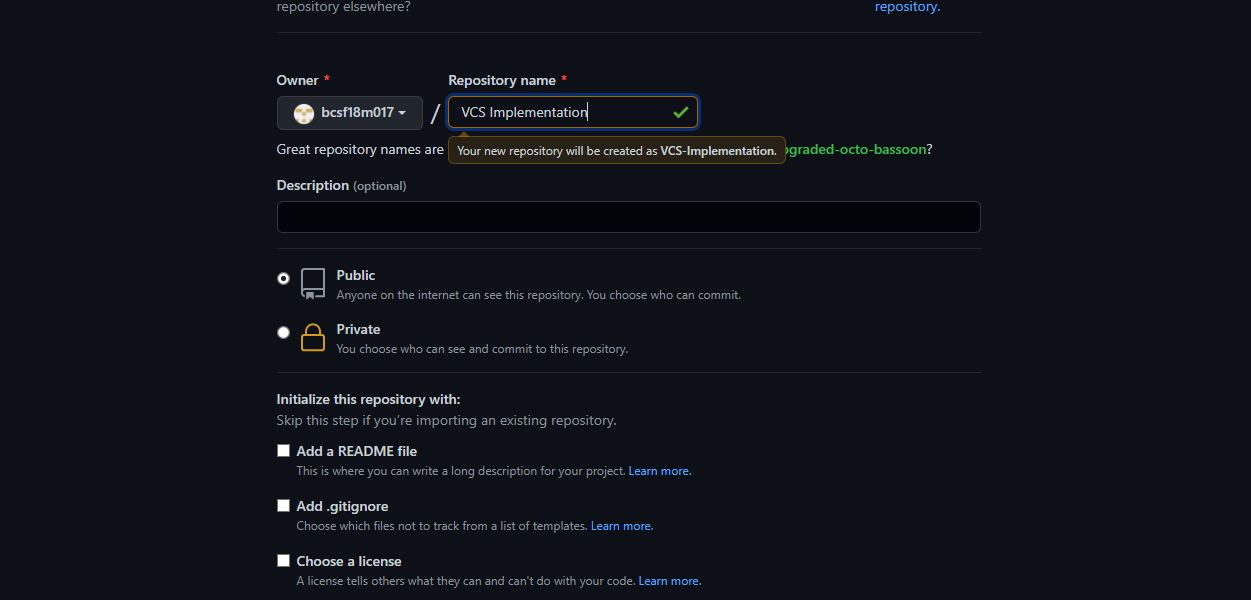 repository elsewhere?
repository.
Owner *
Repository name *
bcsf18m017
/
VCS Implementation
Great repository names are
Your new repository will be created as VCS-Implementation.
pgraded-octo-bassoon?
Description (optional)
Public
Anyone on the internet can see this repository. You choose who can commit.
Private
You choose who can see and commit to this repository.
Initialize this repository with:
Skip this step if you're importing an existing repository.
Add a README file
This is where you can write a long description for your project. Learn more.
Add .gitignore
Choose which files not to track from a list of templates. Learn more.
Choose a license
A license tells others what they can and can't do with your code. Learn more.